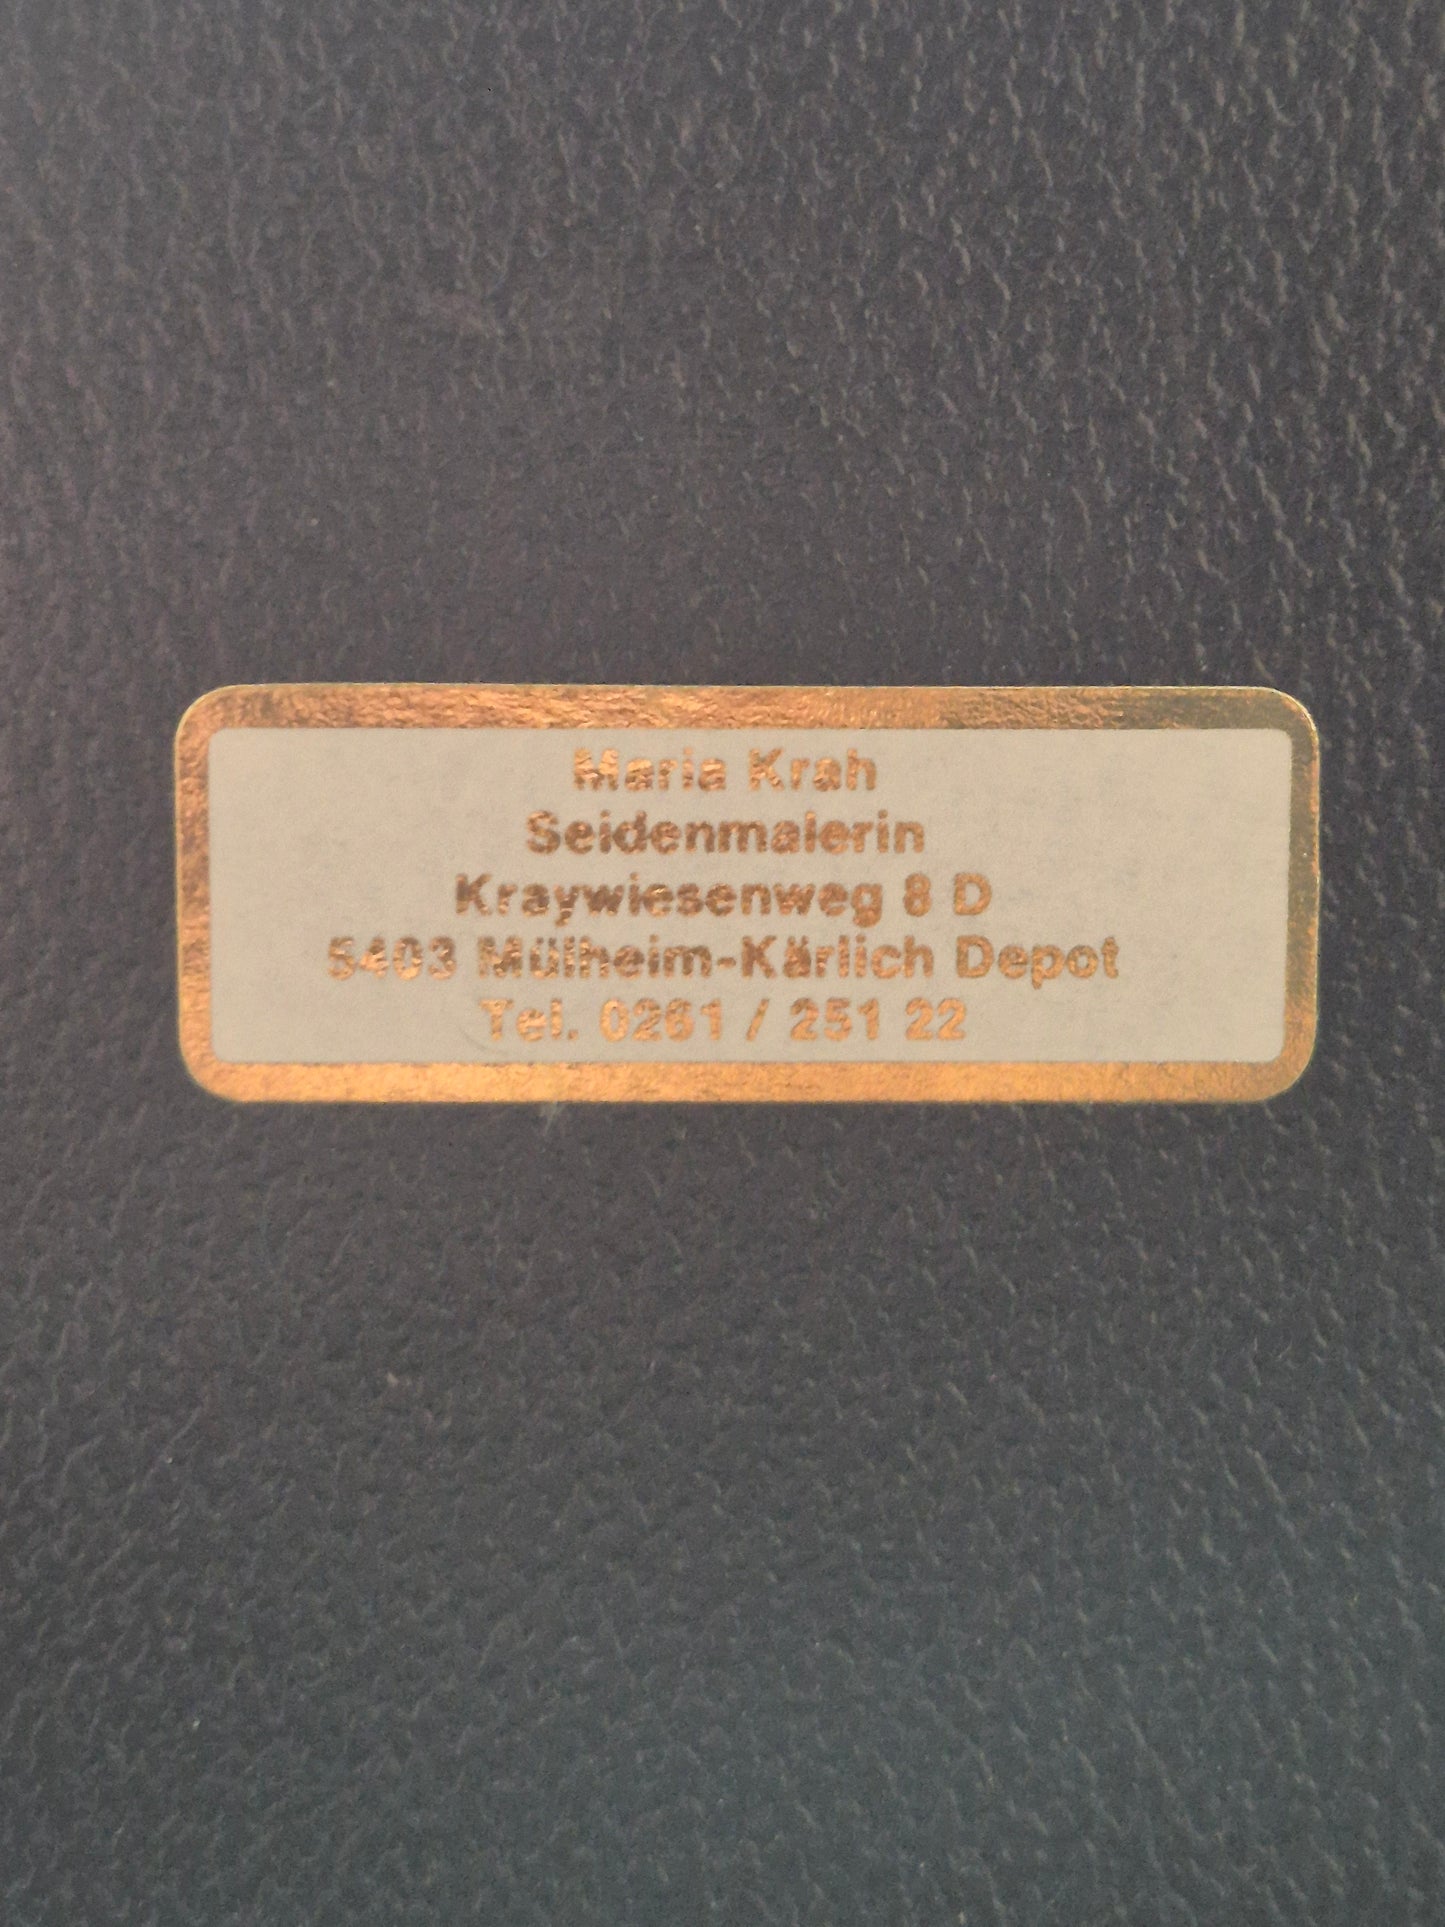 Maria Krah
Seidenmalerin
Kraywiesenweg 8 D
5403 Mülheim-Kärlich Depot
Tel. 0261 / 251 22